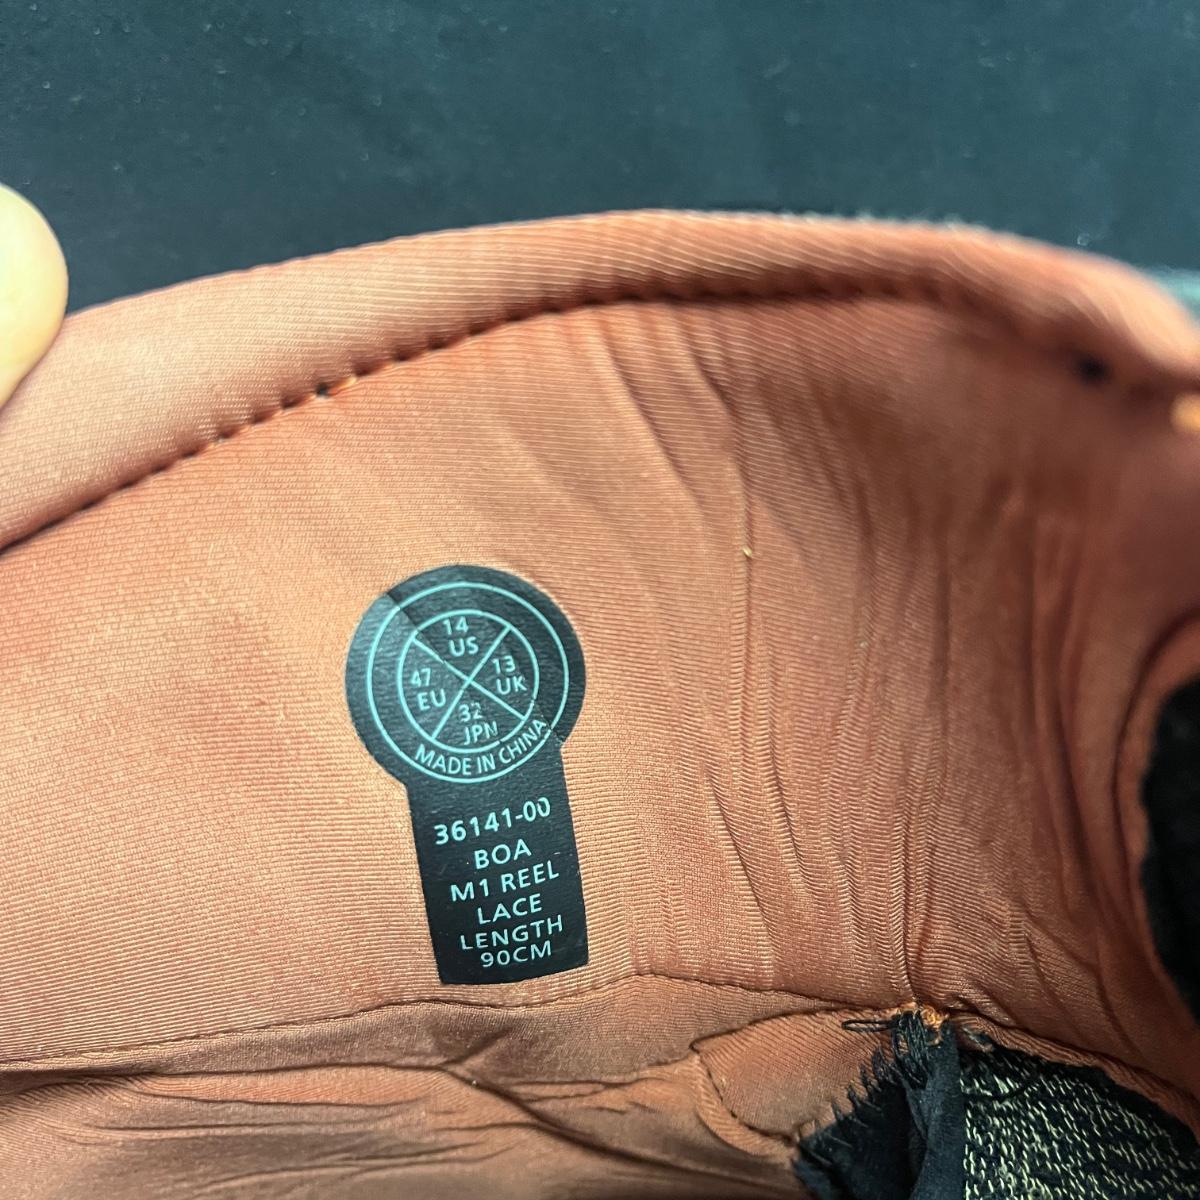 14
US
47
EU
13
UK
32
JPN
MADE IN CHINA
36141-00
BOA
M1 REEL
LACE
LENGTH
90CM